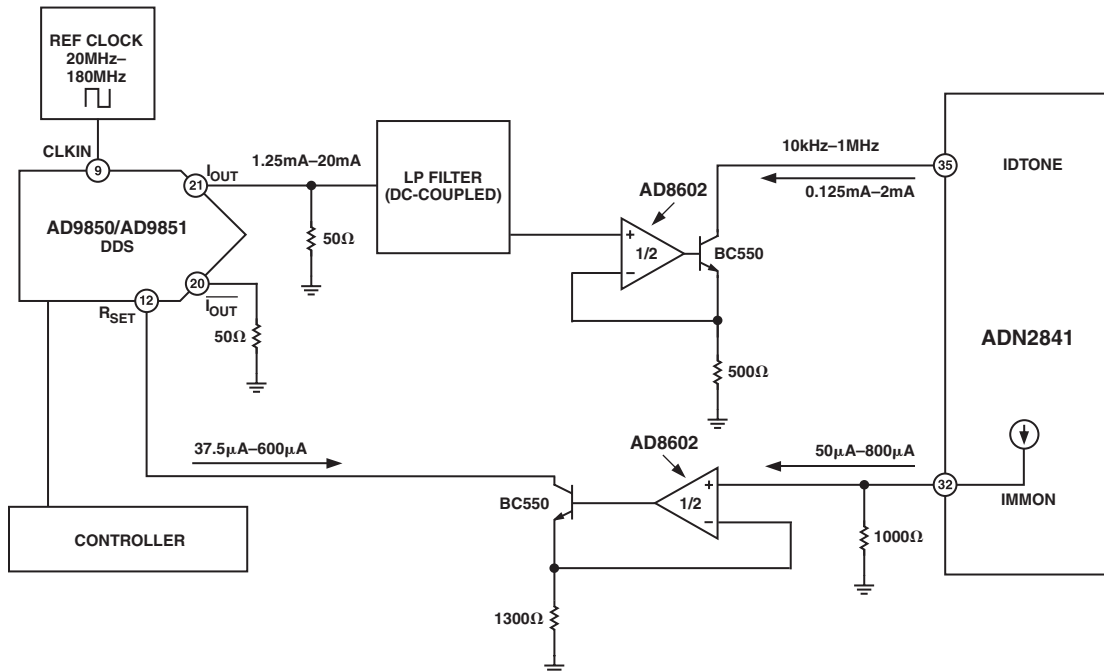 REF CLOCK
20MHz–
180MHz
CLKIN
9
21
IOUT
1.25mA–20mA
LP FILTER
(DC-COUPLED)
10kHz–1MHz
0.125mA–2mA
35
IDTONE
AD9850/AD9851
DDS
50Ω
AD8602
+
1/2
–
BC550
20
IOUT
12
RSET
50Ω
500Ω
ADN2841
37.5µA–600µA
AD8602
50µA–800µA
BC550
1/2
+
–
32
IMMON
1000Ω
CONTROLLER
1300Ω